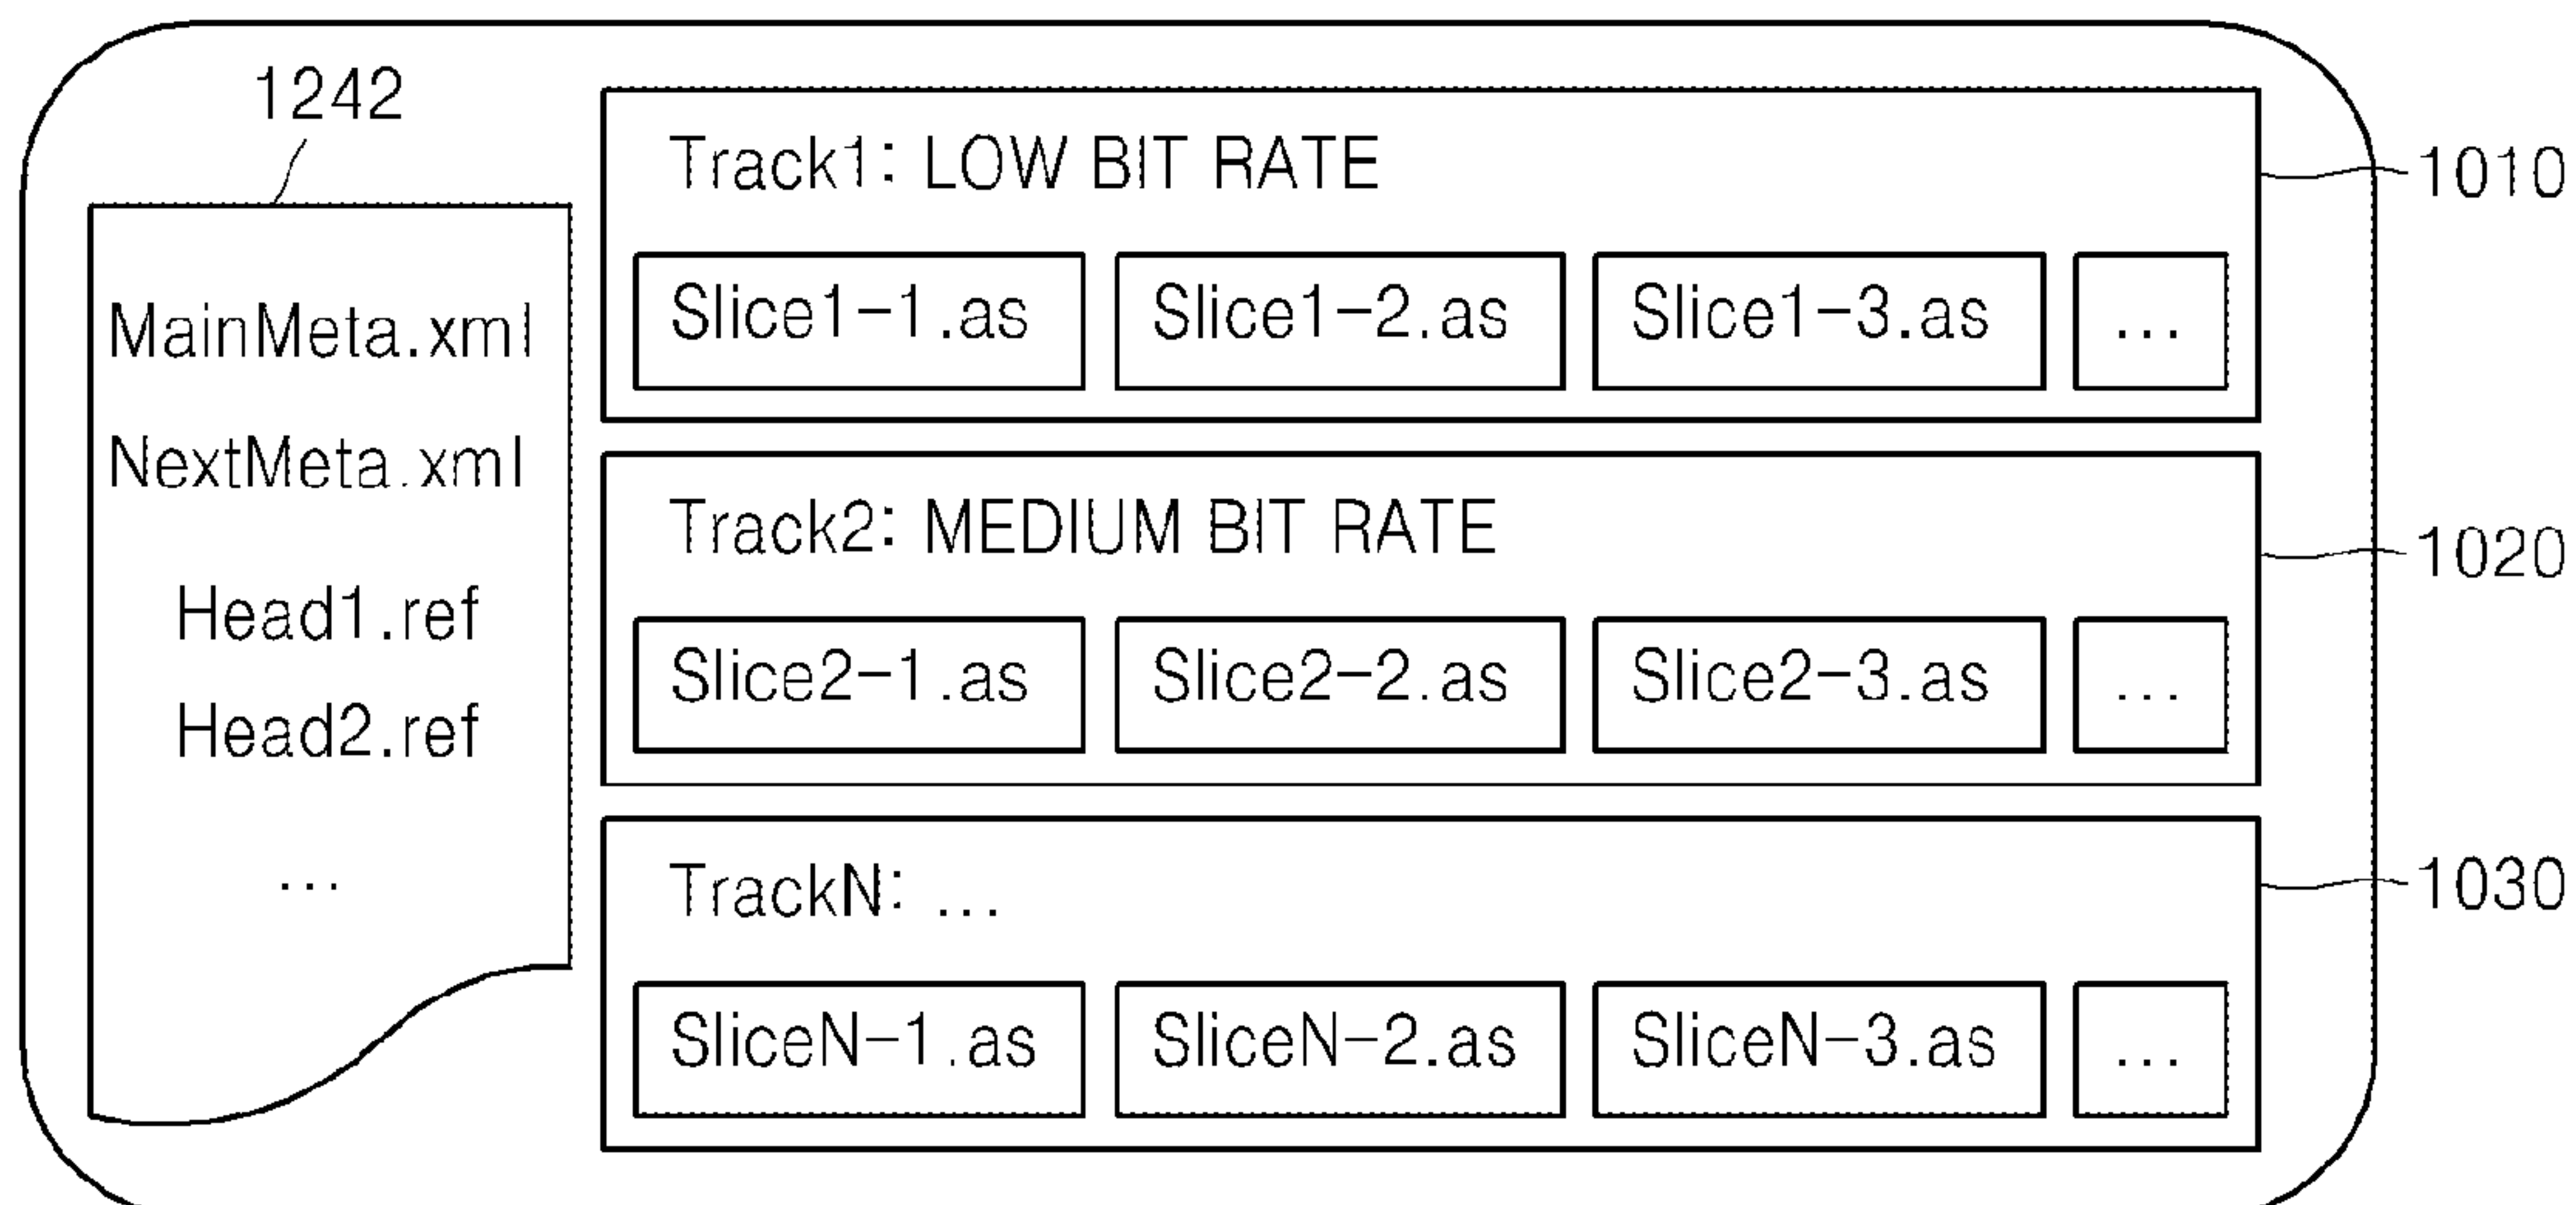 1242
MainMeta.xml
NextMeta.xml
Head1.ref
Head2.ref
...
Track1: LOW BIT RATE
1010
Slice1-1.as
Slice1-2.as
Slice1-3.as
...
Track2: MEDIUM BIT RATE
1020
Slice2-1.as
Slice2-2.as
Slice2-3.as
...
TrackN: ...
1030
SliceN-1.as
SliceN-2.as
SliceN-3.as
...